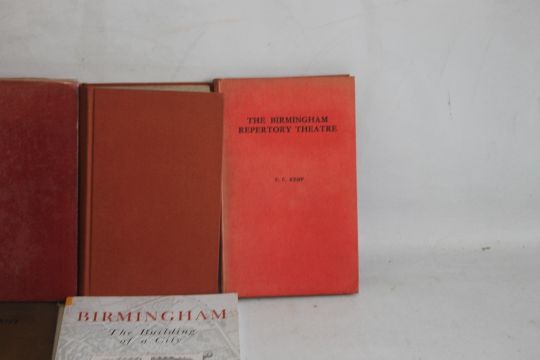 THE BIRMINGHAM
REPERTORY THEATRE
T. C. KEMP
BIRMINGHAM
The Building
of a City